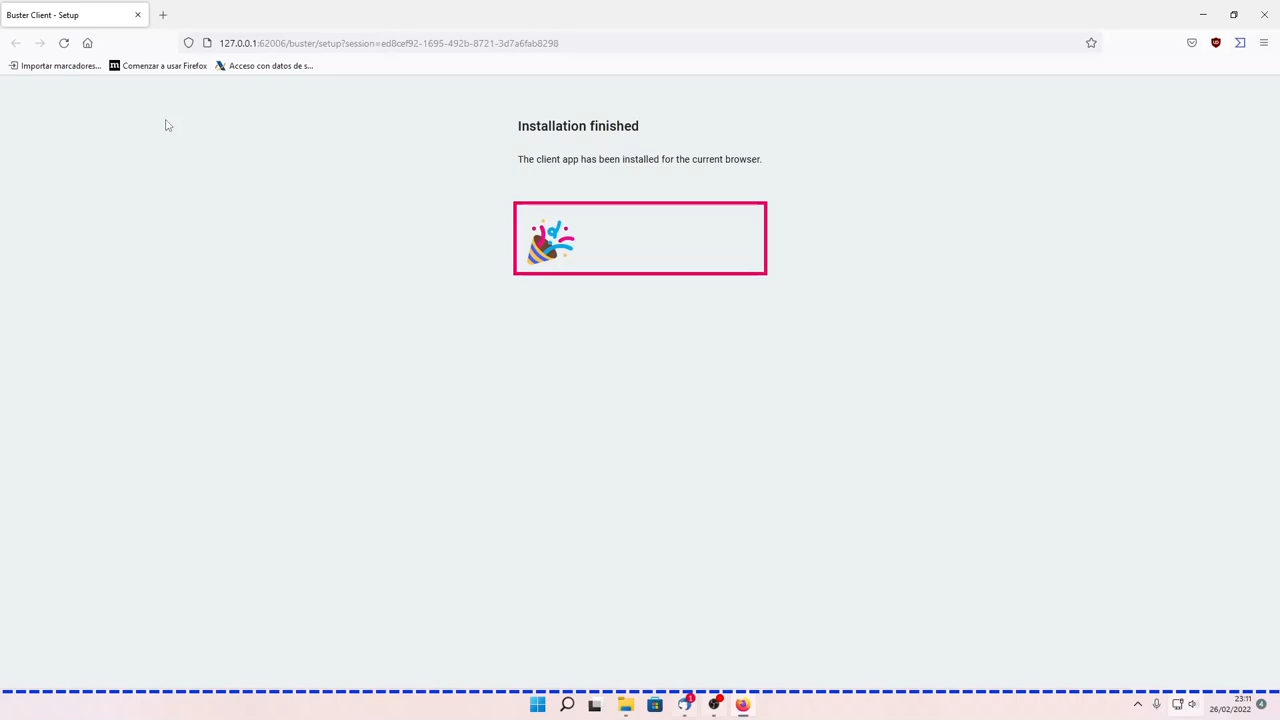 Buster Client - Setup
127.0.0.1:62006/buster/setup?session=ed8cef92-1695-492b-8721-3d7a6fab8298
Importar marcadores... Comenzar a usar Firefox Acceso con datos de s...
Installation finished
The client app has been installed for the current browser.
1
23:11
26/02/2022
4